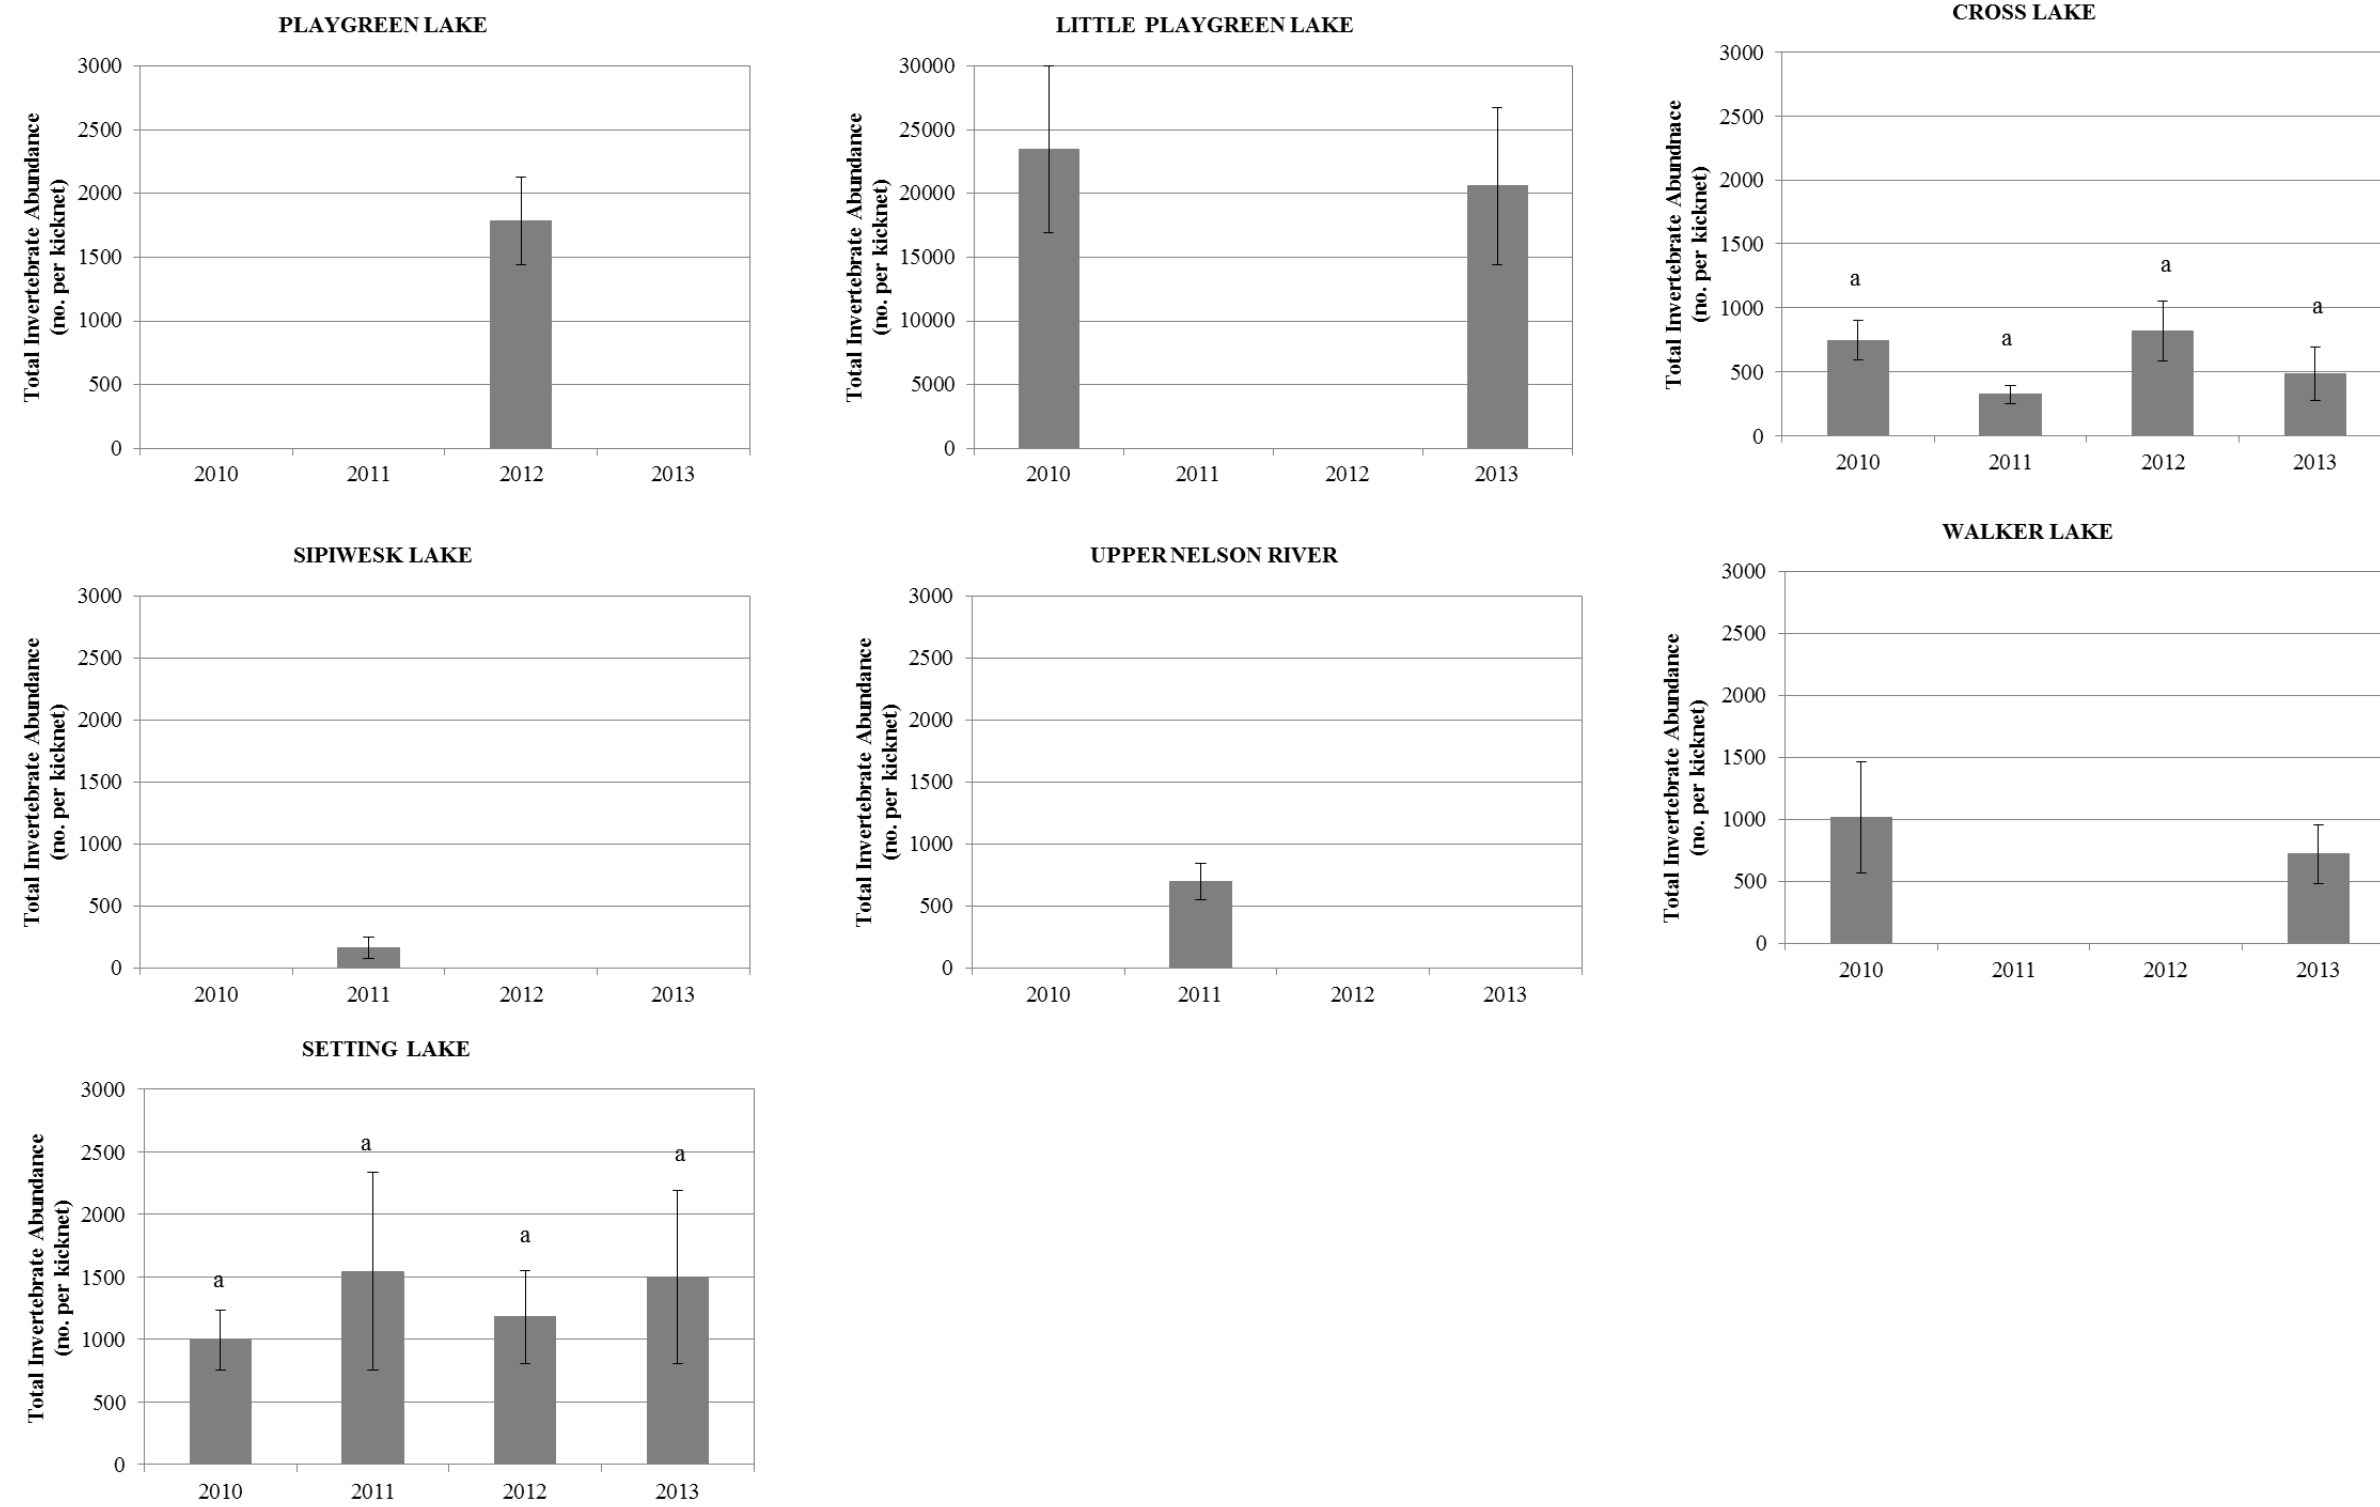 PLAYGREEN LAKE
Total Invertebrate Abundance
(no. per kicknet)
3000
2500
2000
1500
1000
500
0
2010 2011 2012 2013
LITTLE PLAYGREEN LAKE
Total Invertebrate Abundance
(no. per kicknet)
30000
25000
20000
15000
10000
5000
0
2010 2011 2012 2013
CROSS LAKE
Total Invertebrate Abundnace
(no. per kicknet)
3000
2500
2000
1500
1000
500
0
a
a
a
a
2010 2011 2012 2013
SIPIWESK LAKE
Total Invertebrate Abundance
(no. per kicknet)
3000
2500
2000
1500
1000
500
0
2010 2011 2012 2013
UPPER NELSON RIVER
Total Invertebrate Abundance
(no. per kicknet)
3000
2500
2000
1500
1000
500
0
2010 2011 2012 2013
WALKER LAKE
Total Invertebrate Abundance
(no. per kicknet)
3000
2500
2000
1500
1000
500
0
2010 2011 2012 2013
SETTING LAKE
Total Invertebrate Abundance
(no. per kicknet)
3000
2500
2000
1500
1000
500
0
a
a
a
a
2010 2011 2012 2013